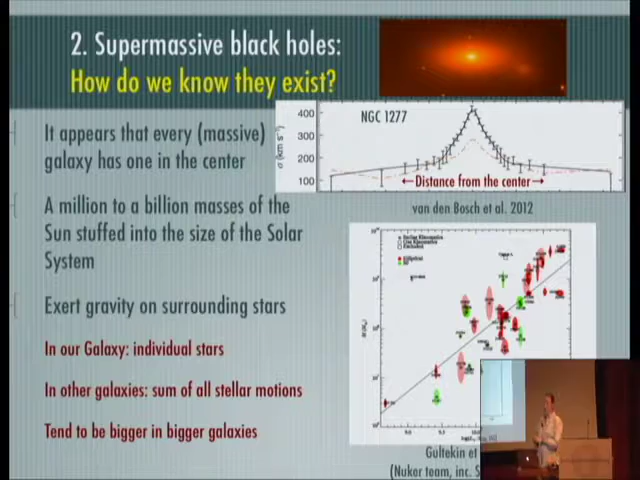 2. Supermassive black holes:
How do we know they exist?
It appears that every (massive)
galaxy has one in the center
A million to a billion masses of the
Sun stuffed into the size of the Solar
System
Exert gravity on surrounding stars
In our Galaxy: individual stars
In other galaxies: sum of all stellar motions
Tend to be bigger in bigger galaxies
NGC 1277
400
300
200
100
σ (km s⁻¹)
←Distance from the center→
van den Bosch et al. 2012
Gultekin et
(Nuker team, inc. S